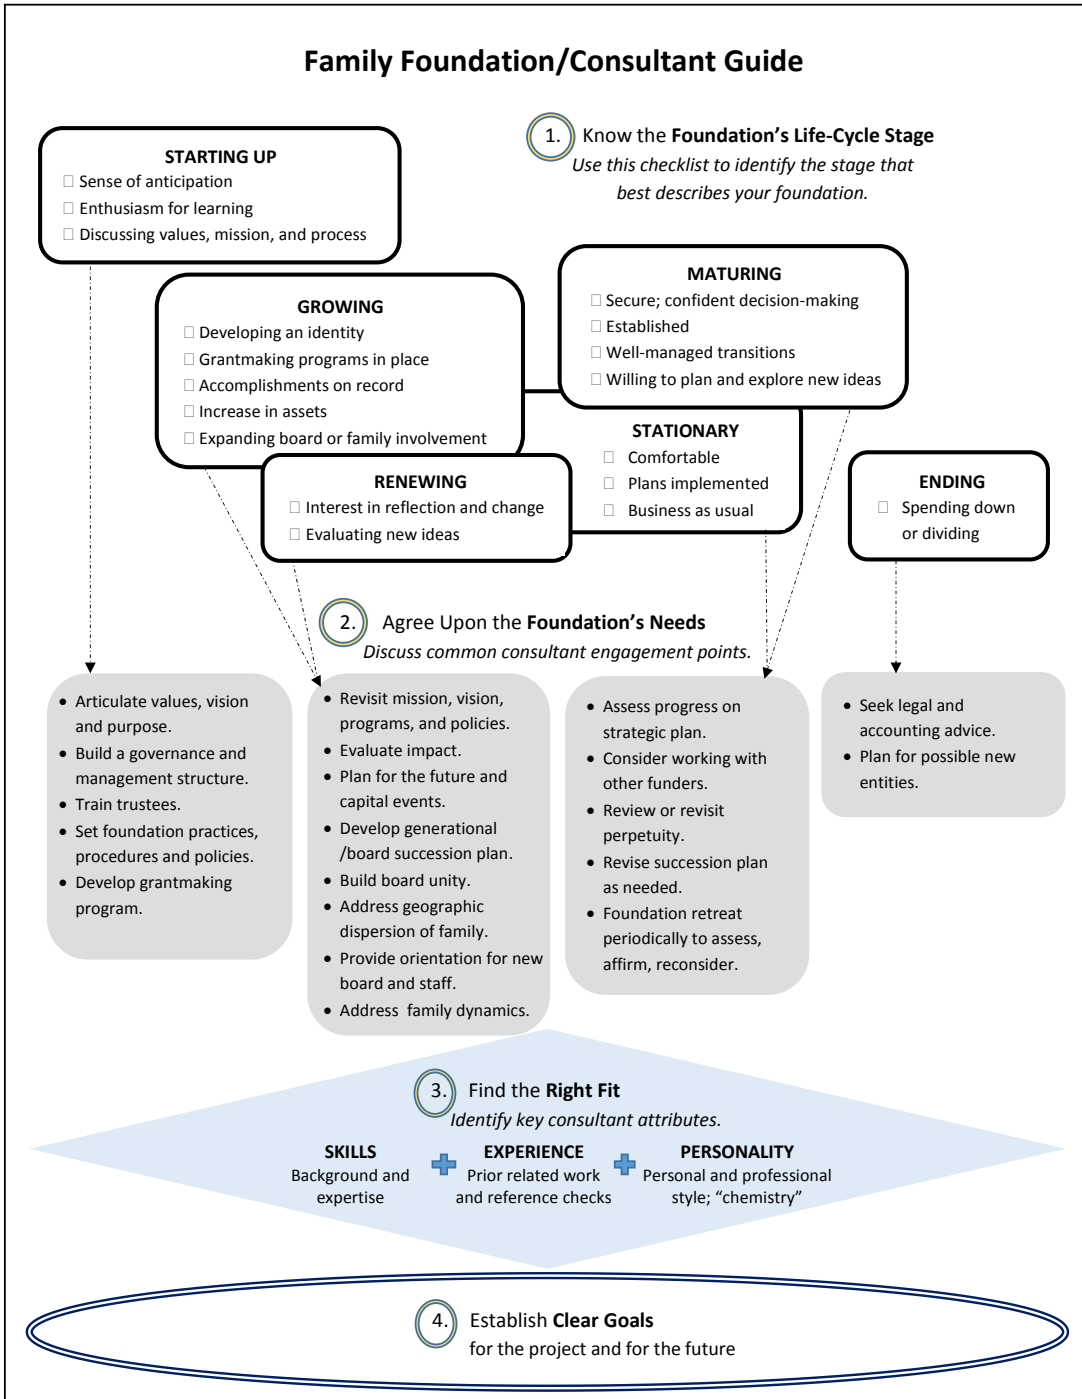 Family Foundation/Consultant Guide
1. Know the Foundation’s Life-Cycle Stage
Use this checklist to identify the stage that
best describes your foundation.
STARTING UP
□ Sense of anticipation
□ Enthusiasm for learning
□ Discussing values, mission, and process
GROWING
□ Developing an identity
□ Grantmaking programs in place
□ Accomplishments on record
□ Increase in assets
□ Expanding board or family involvement
MATURING
□ Secure; confident decision-making
□ Established
□ Well-managed transitions
□ Willing to plan and explore new ideas
RENEWING
□ Interest in reflection and change
□ Evaluating new ideas
STATIONARY
□ Comfortable
□ Plans implemented
□ Business as usual
ENDING
□ Spending down
or dividing
2. Agree Upon the Foundation’s Needs
Discuss common consultant engagement points.
• Articulate values, vision
and purpose.
• Build a governance and
management structure.
• Train trustees.
• Set foundation practices,
procedures and policies.
• Develop grantmaking
program.
• Revisit mission, vision,
programs, and policies.
• Evaluate impact.
• Plan for the future and
capital events.
• Develop generational
/board succession plan.
• Build board unity.
• Address geographic
dispersion of family.
• Provide orientation for new
board and staff.
• Address family dynamics.
• Assess progress on
strategic plan.
• Consider working with
other funders.
• Review or revisit
perpetuity.
• Revise succession plan
as needed.
• Foundation retreat
periodically to assess,
affirm, reconsider.
• Seek legal and
accounting advice.
• Plan for possible new
entities.
3. Find the Right Fit
Identify key consultant attributes.
SKILLS
Background and
expertise
EXPERIENCE
Prior related work
and reference checks
PERSONALITY
Personal and professional
style; “chemistry”
4. Establish Clear Goals
for the project and for the future